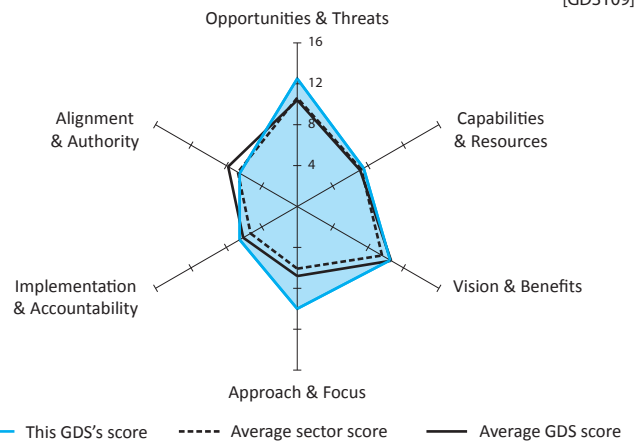 [GDS109]
Opportunities & Threats
16
12
8
4
Alignment
& Authority
Capabilities
& Resources
Implementation
& Accountability
Vision & Benefits
Approach & Focus
This GDS's score
Average sector score
Average GDS score